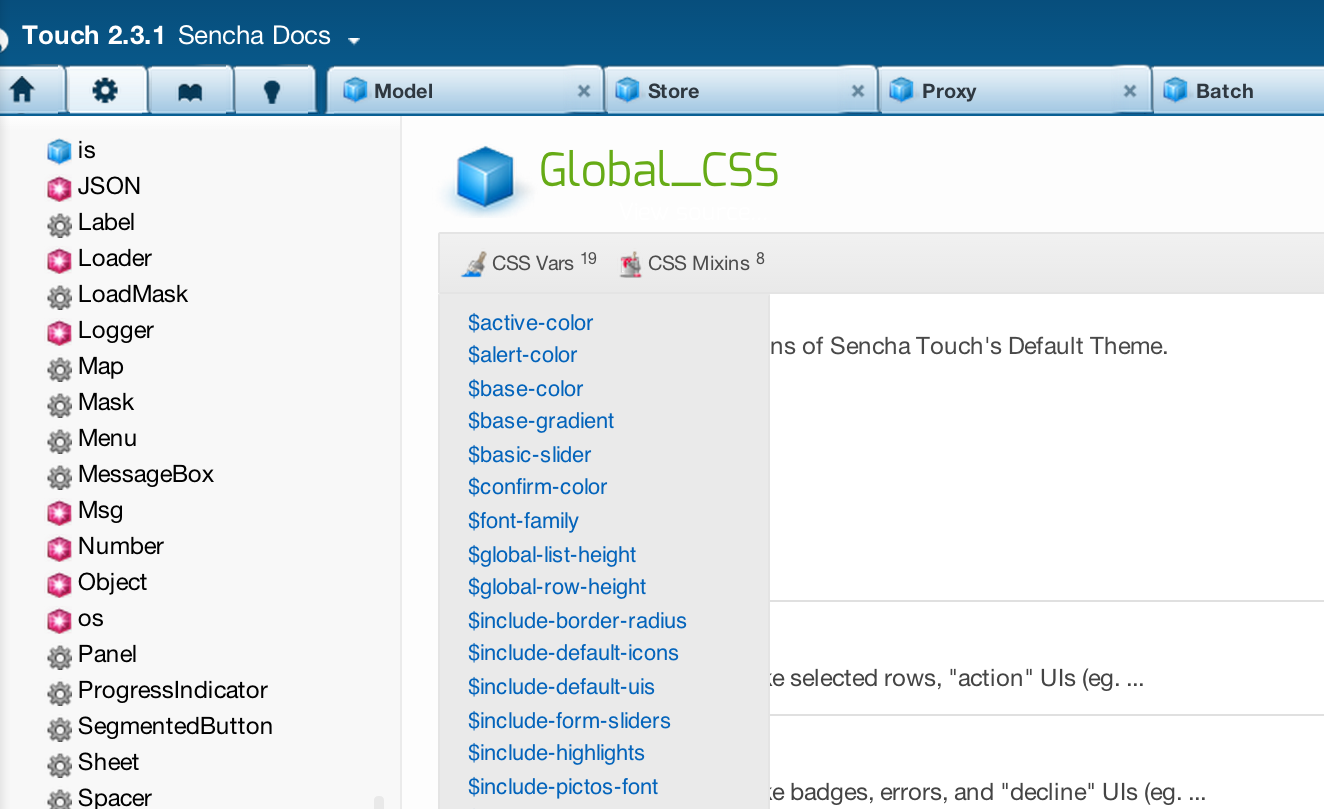 Touch 2.3.1 Sencha Docs
Model
Store
Proxy
Batch
is
JSON
Label
Loader
LoadMask
Logger
Map
Mask
Menu
MessageBox
Msg
Number
Object
os
Panel
ProgressIndicator
SegmentedButton
Sheet
Spacer
Global_CSS
CSS Vars 19
CSS Mixins 8
$active-color
$alert-color
$base-color
$base-gradient
$basic-slider
$confirm-color
$font-family
$global-list-height
$global-row-height
$include-border-radius
$include-default-icons
$include-default-uis
$include-form-sliders
$include-highlights
$include-pictos-font
of Sencha Touch's Default Theme.
selected rows, "action" UIs (eg. ...
badges, errors, and "decline" UIs (eg. ...